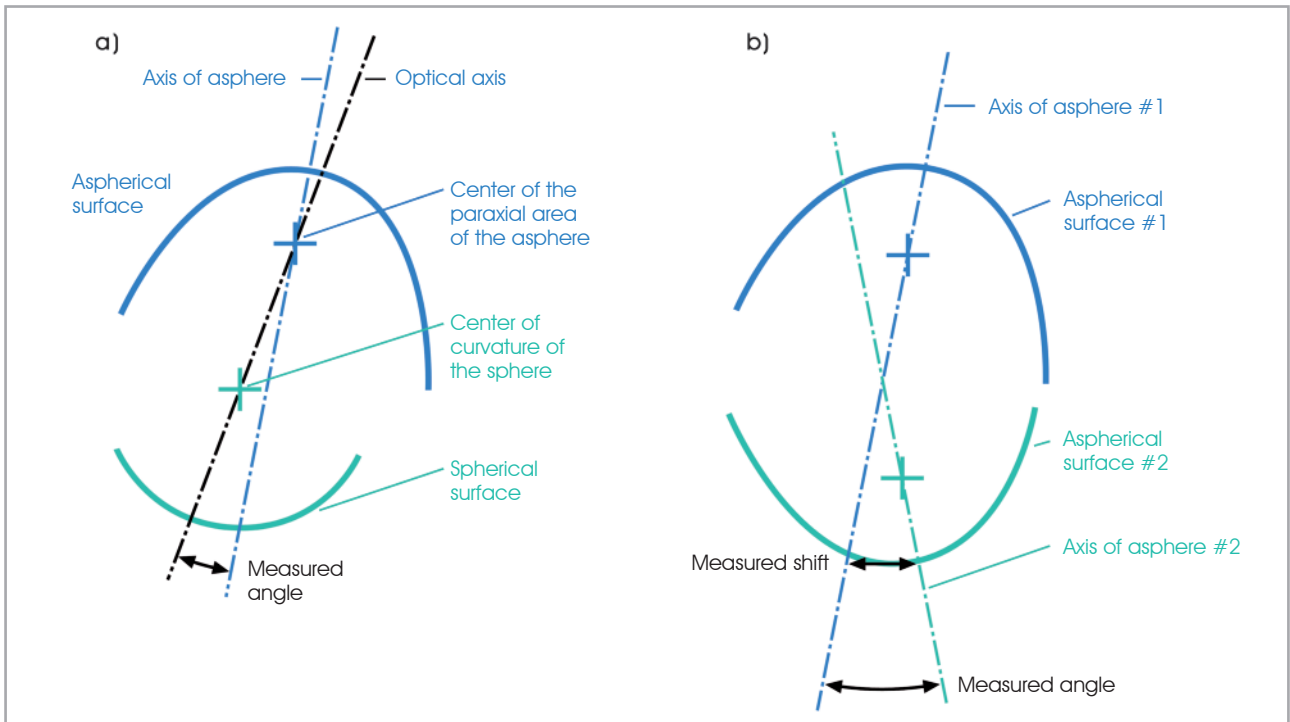 a)
Axis of asphere
Optical axis
Aspherical
surface
Center of the
paraxial area
of the asphere
Center of
curvature of
the sphere
Spherical
surface
Measured
angle
b)
Axis of asphere #1
Aspherical
surface #1
Aspherical
surface #2
Axis of asphere #2
Measured shift
Measured angle